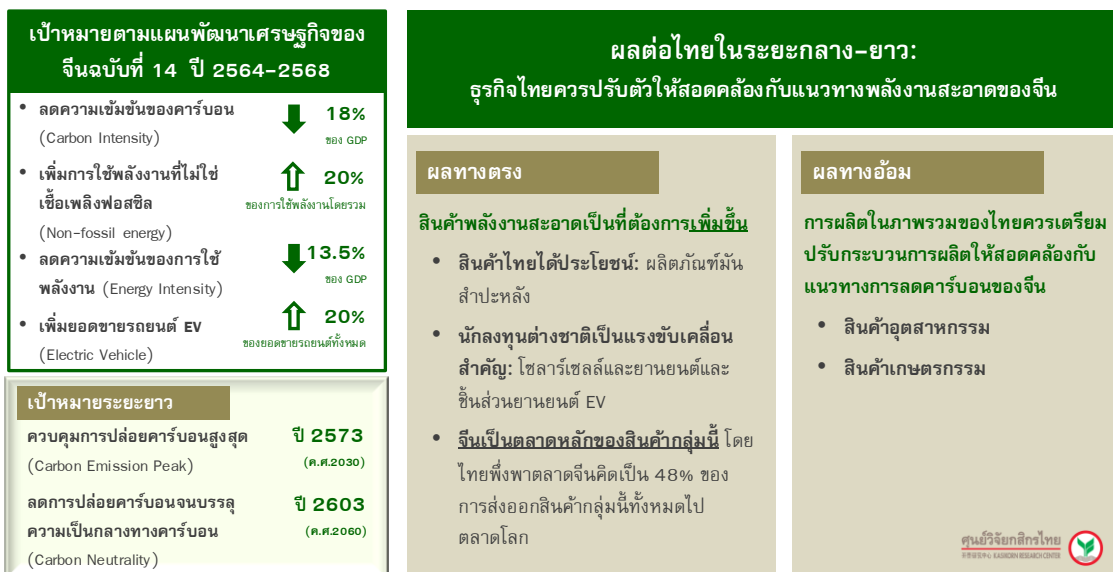 เป้าหมายตามแผนพัฒนาเศรษฐกิจของ
จีนฉบับที่ 14 ปี 2564-2568
• ลดความเข้มข้นของคาร์บอน
(Carbon Intensity)
18%
ของ GDP
• เพิ่มการใช้พลังงานที่ไม่ใช่
เชื้อเพลิงฟอสซิล
(Non-fossil energy)
20%
ของการใช้พลังงานโดยรวม
• ลดความเข้มข้นของการใช้
พลังงาน (Energy Intensity)
13.5%
ของ GDP
• เพิ่มยอดขายรถยนต์ EV
(Electric Vehicle)
20%
ของยอดขายรถยนต์ทั้งหมด
เป้าหมายระยะยาว
ควบคุมการปล่อยคาร์บอนสูงสุด
(Carbon Emission Peak)
ปี 2573
(ค.ศ.2030)
ลดการปล่อยคาร์บอนจนบรรลุ
ความเป็นกลางทางคาร์บอน
(Carbon Neutrality)
ปี 2603
(ค.ศ.2060)
ผลต่อไทยในระยะกลาง-ยาว:
ธุรกิจไทยควรปรับตัวให้สอดคล้องกับแนวทางพลังงานสะอาดของจีน
ผลทางตรง
สินค้าพลังงานสะอาดเป็นที่ต้องการเพิ่มขึ้น
• สินค้าไทยได้ประโยชน์: ผลิตภัณฑ์มัน
สำปะหลัง
• นักลงทุนต่างชาติเป็นแรงขับเคลื่อน
สำคัญ: โซลาร์เซลล์และยานยนต์และ
ชิ้นส่วนยานยนต์ EV
• จีนเป็นตลาดหลักของสินค้ากลุ่มนี้ โดย
ไทยพึ่งพาตลาดจีนคิดเป็น 48% ของ
การส่งออกสินค้ากลุ่มนี้ทั้งหมดไป
ตลาดโลก
ผลทางอ้อม
การผลิตในภาพรวมของไทยควรเตรียม
ปรับกระบวนการผลิตให้สอดคล้องกับ
แนวทางการลดคาร์บอนของจีน
• สินค้าอุตสาหกรรม
• สินค้าเกษตรกรรม
ศูนย์วิจัยกสิกรไทย
KASIKORN RESEARCH CENTER